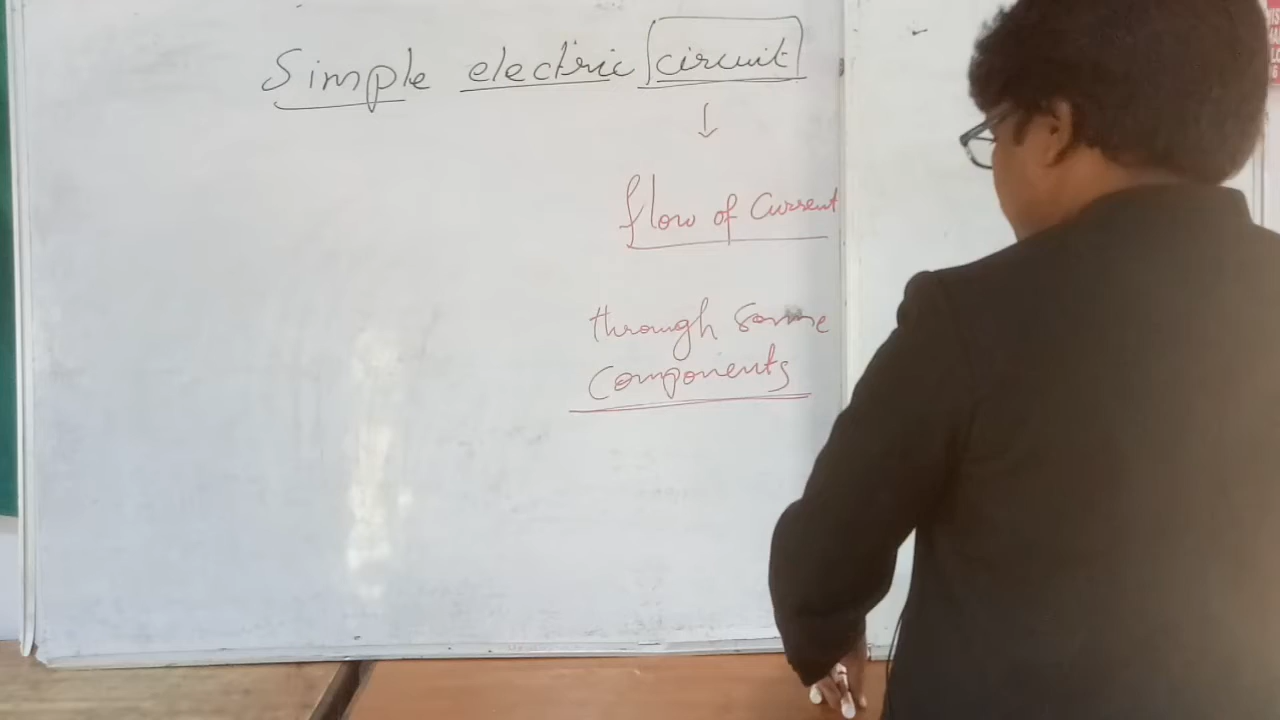 Simple electric circuit
↓
flow of Current
through some
Components